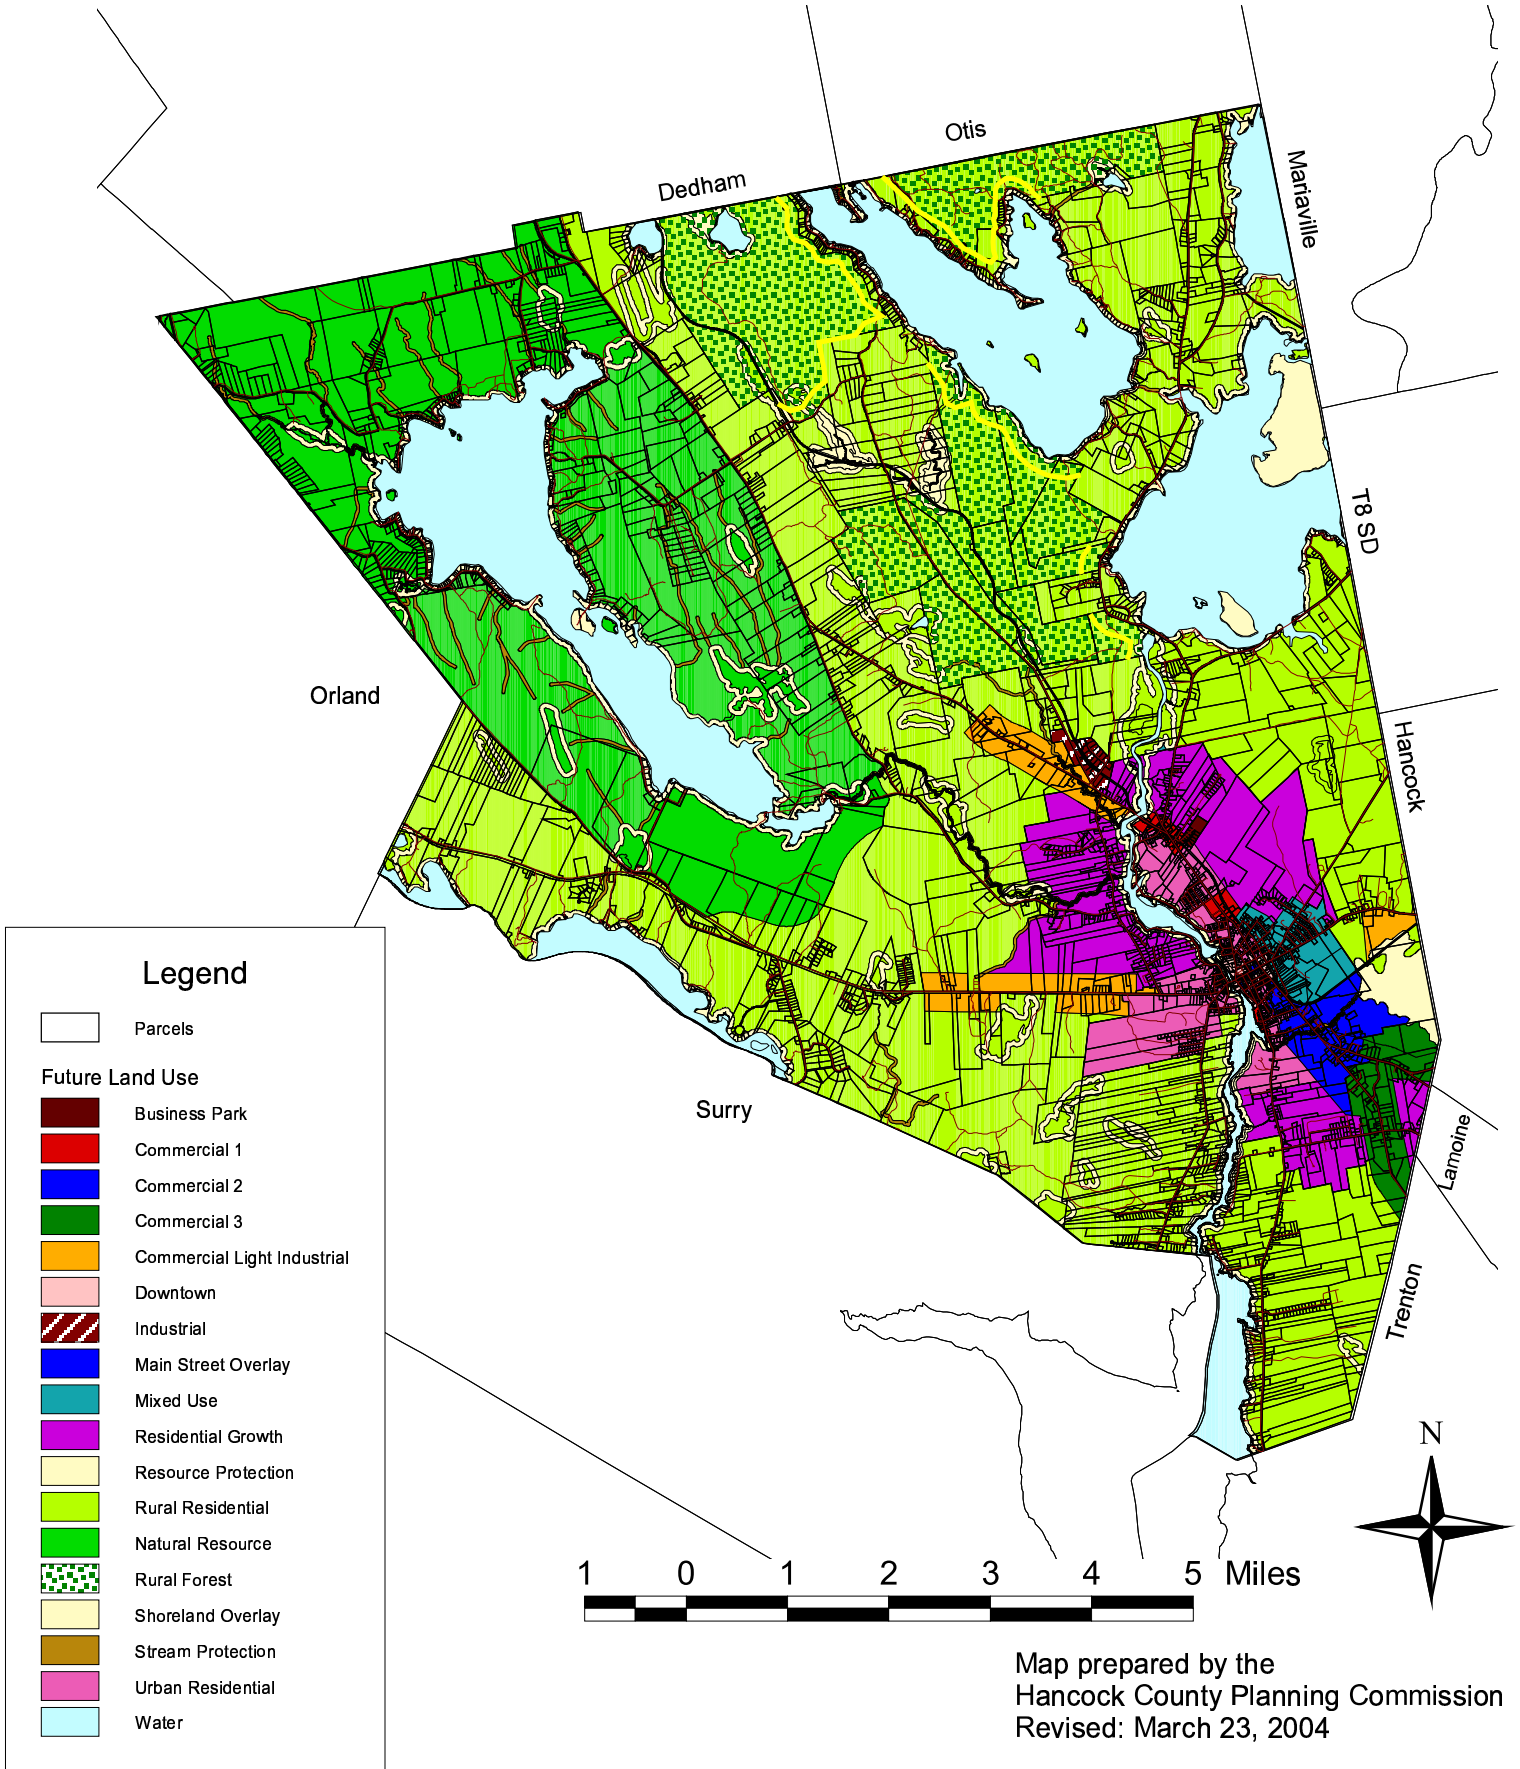 Otis
Dedham
Mariaville
T8 SD
Orland
Hancock
Surry
Lamoine
Trenton
Legend
Parcels
Future Land Use
Business Park
Commercial 1
Commercial 2
Commercial 3
Commercial Light Industrial
Downtown
Industrial
Main Street Overlay
Mixed Use
Residential Growth
Resource Protection
Rural Residential
Natural Resource
Rural Forest
Shoreland Overlay
Stream Protection
Urban Residential
Water
N
1 0 1 2 3 4 5 Miles
Map prepared by the
Hancock County Planning Commission
Revised: March 23, 2004